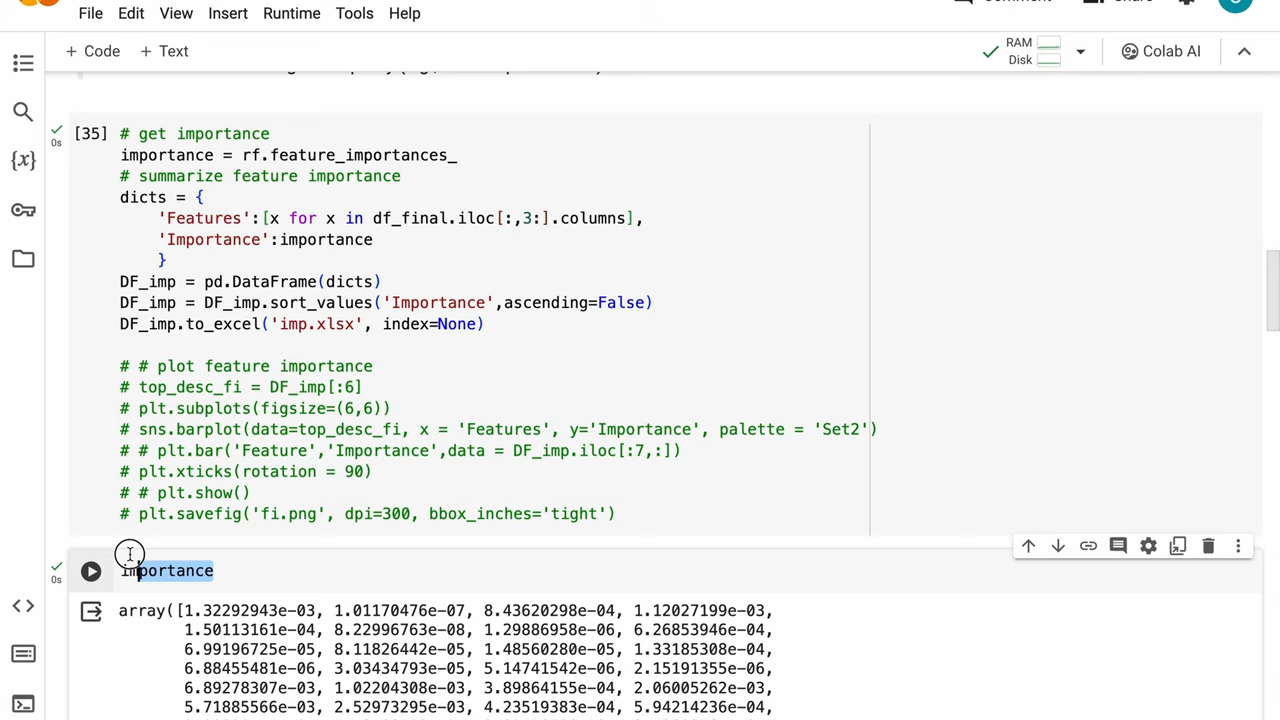 File Edit View Insert Runtime Tools Help
+ Code + Text
RAM
Disk
Colab AI
[35] # get importance
0s
importance = rf.feature_importances_
# summarize feature importance
dicts = {
'Features':[x for x in df_final.iloc[:,3:].columns],
'Importance':importance
}
DF_imp = pd.DataFrame(dicts)
DF_imp = DF_imp.sort_values('Importance',ascending=False)
DF_imp.to_excel('imp.xlsx', index=None)
# # plot feature importance
# top_desc_fi = DF_imp[:6]
# plt.subplots(figsize=(6,6))
# sns.barplot(data=top_desc_fi, x = 'Features', y='Importance', palette = 'Set2')
# # plt.bar('Feature','Importance',data = DF_imp.iloc[:7,:])
# plt.xticks(rotation = 90)
# # plt.show()
# plt.savefig('fi.png', dpi=300, bbox_inches='tight')
importance
0s
array([1.32292943e-03, 1.01170476e-07, 8.43620298e-04, 1.12027199e-03,
1.50113161e-04, 8.22996763e-08, 1.29886958e-06, 6.26853946e-04,
6.99196725e-05, 8.11826442e-05, 1.48560280e-05, 1.33185308e-04,
6.88455481e-06, 3.03434793e-05, 5.14741542e-06, 2.15191355e-06,
6.89278307e-03, 1.02204308e-03, 3.89864155e-04, 2.06005262e-03,
5.71885566e-03, 2.52973295e-03, 4.23519383e-04, 5.94214236e-04,